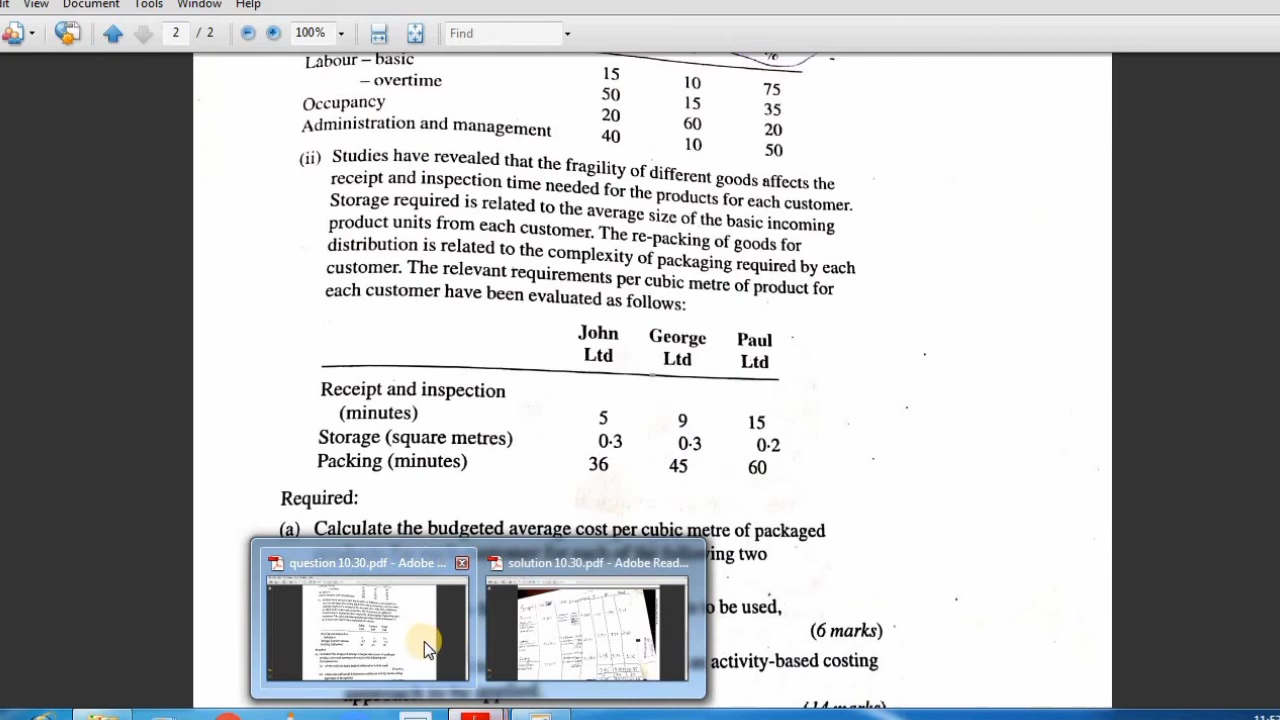 View Document Tools Window Help
2 / 2 100% Find
%
Labour – basic 15 10 75
– overtime 50 15 35
Occupancy 20 60 20
Administration and management 40 10 50
(ii) Studies have revealed that the fragility of different goods affects the
receipt and inspection time needed for the products for each customer.
Storage required is related to the average size of the basic incoming
product units from each customer. The re-packing of goods for
distribution is related to the complexity of packaging required by each
customer. The relevant requirements per cubic metre of product for
each customer have been evaluated as follows:
John George Paul
Ltd Ltd Ltd
Receipt and inspection
(minutes) 5 9 15
Storage (square metres) 0·3 0·3 0·2
Packing (minutes) 36 45 60
Required:
(a) Calculate the budgeted average cost per cubic metre of packaged
question 10.30.pdf - Adobe ... solution 10.30.pdf - Adobe Read...
ing two
be used,
(6 marks)
activity-based costing
approach to be applied.
(14 marks)